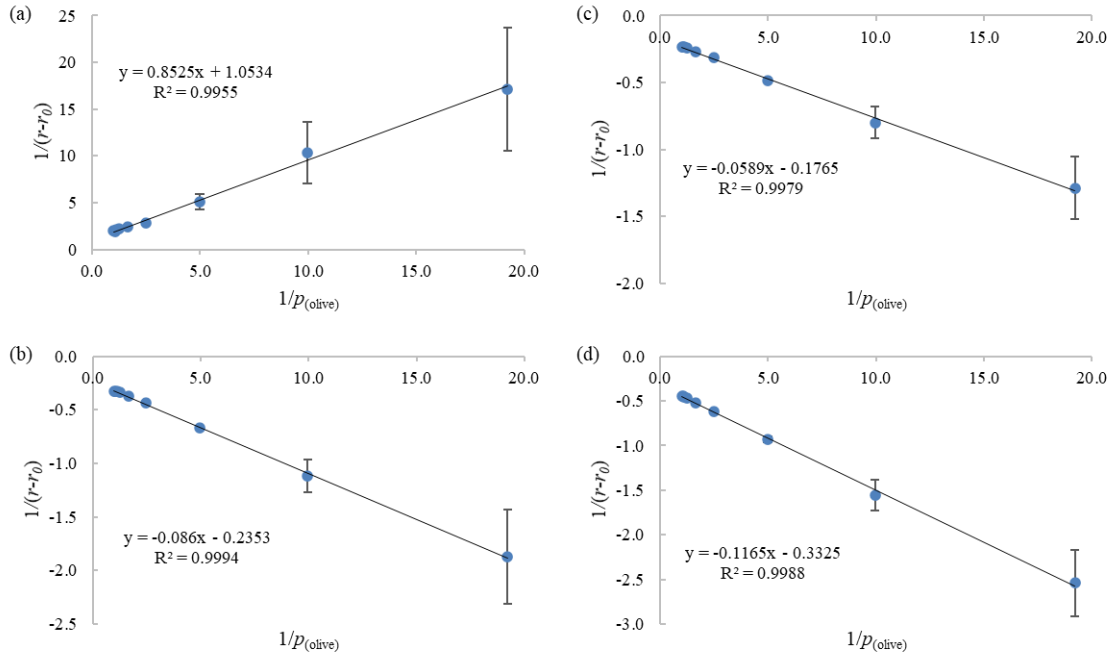 (a)
25
20
15
10
5
0
0.0
5.0
10.0
15.0
20.0
y = 0.8525x + 1.0534
R² = 0.9955
1/(r-r₀)
1/p(olive)
(c)
0.0
-0.5
-1.0
-1.5
-2.0
0.0
5.0
10.0
15.0
20.0
y = -0.0589x - 0.1765
R² = 0.9979
1/(r-r₀)
1/p(olive)
(b)
0.0
-0.5
-1.0
-1.5
-2.0
-2.5
0.0
5.0
10.0
15.0
20.0
y = -0.086x - 0.2353
R² = 0.9994
1/(r-r₀)
1/p(olive)
(d)
0.0
-0.5
-1.0
-1.5
-2.0
-2.5
-3.0
0.0
5.0
10.0
15.0
20.0
y = -0.1165x - 0.3325
R² = 0.9988
1/(r-r₀)
1/p(olive)